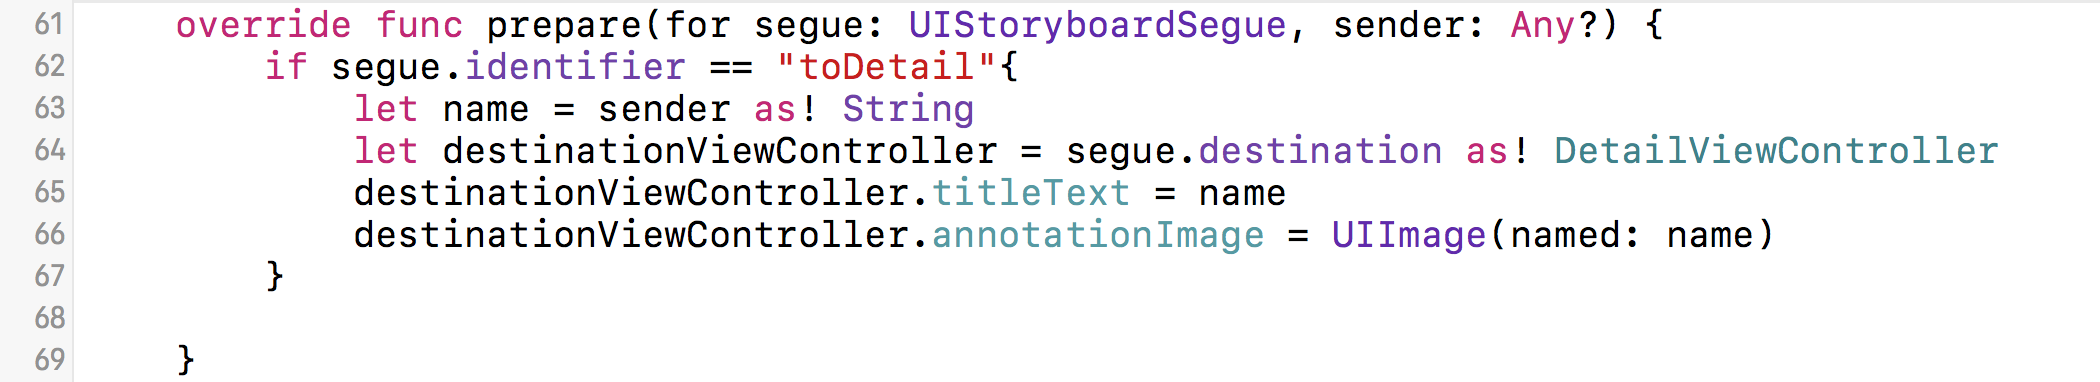 61 override func prepare(for segue: UIStoryboardSegue, sender: Any?) {
62 if segue.identifier == "toDetail"{
63 let name = sender as! String
64 let destinationViewController = segue.destination as! DetailViewController
65 destinationViewController.titleText = name
66 destinationViewController.annotationImage = UIImage(named: name)
67 }
68
69 }